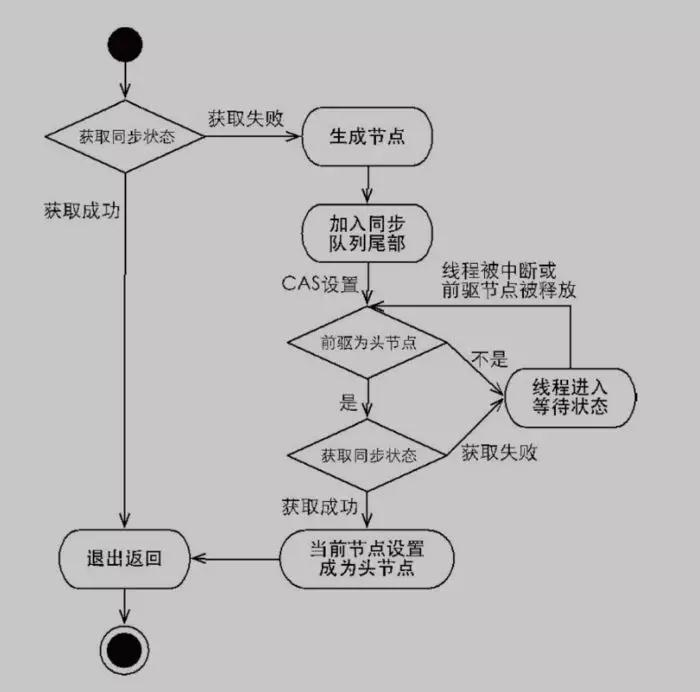 获取同步状态
获取失败
生成节点
获取成功
加入同步
队列尾部
CAS设置
线程被中断或
前驱节点被释放
前驱为头节点
不是
线程进入
等待状态
是
获取同步状态
获取失败
获取成功
退出返回
当前节点设置
成为头节点